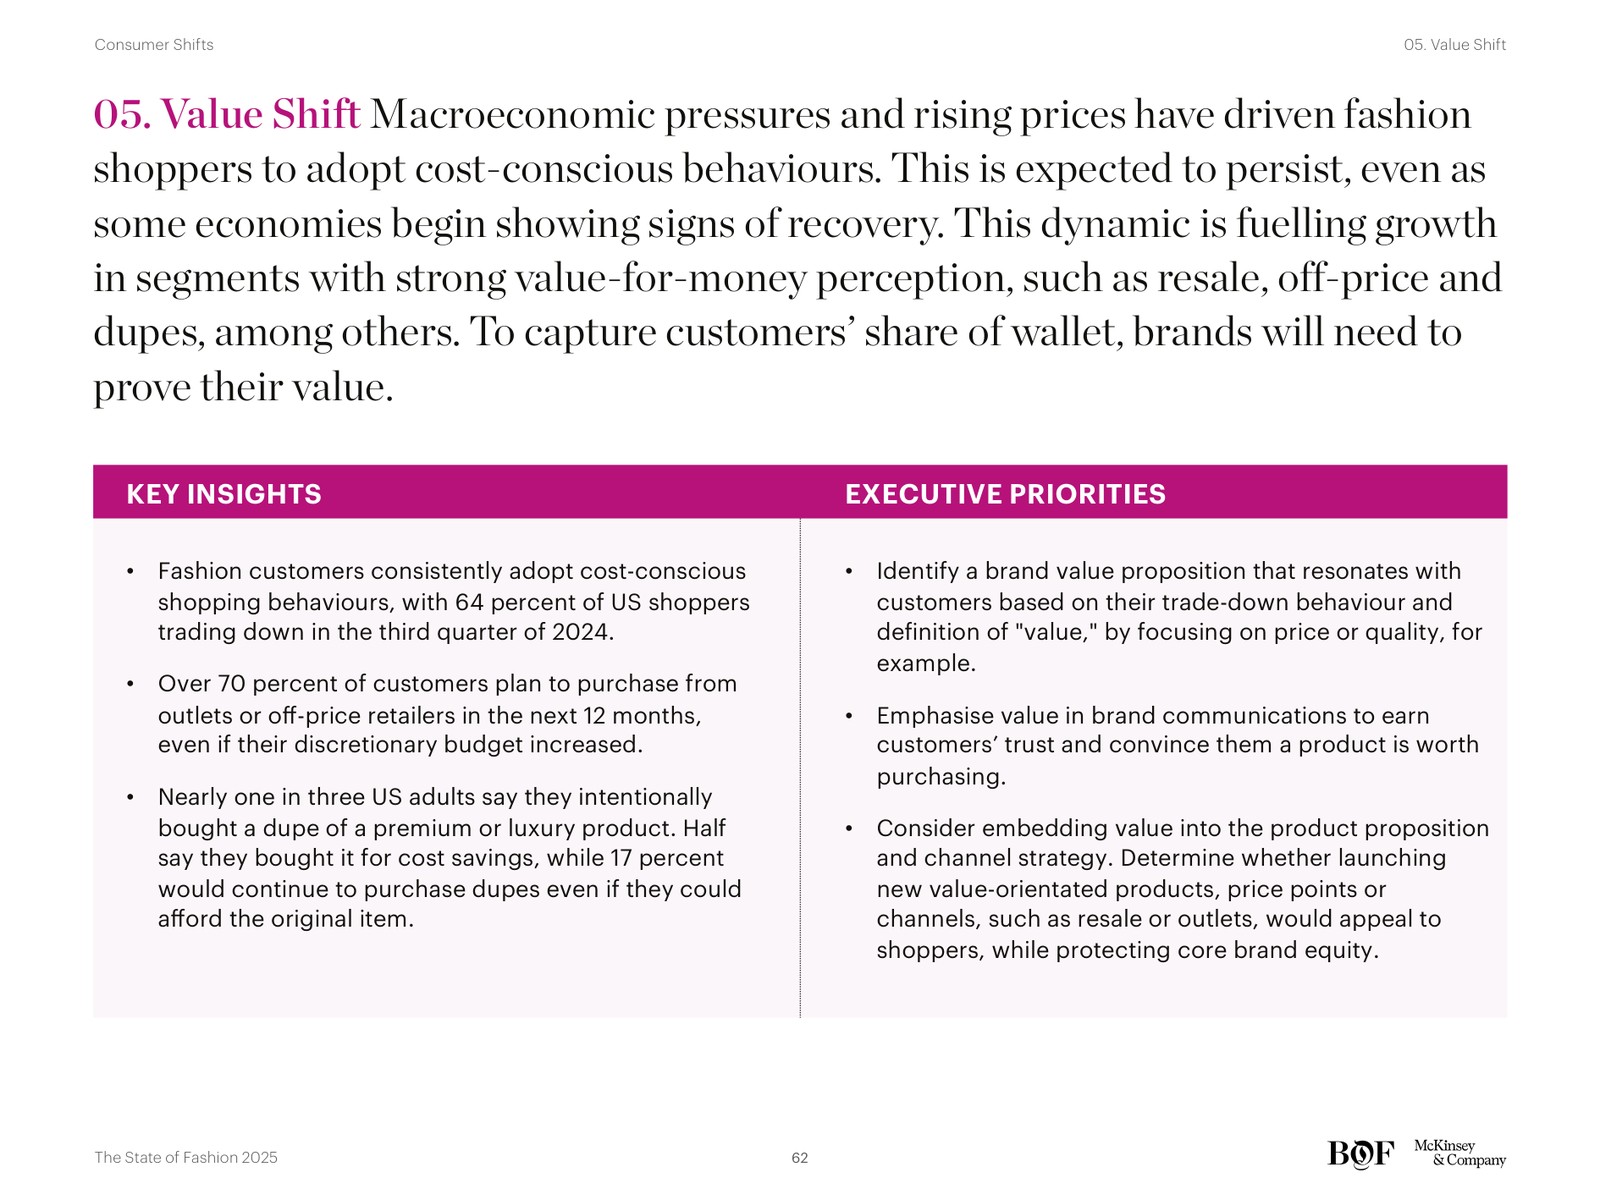 Consumer Shifts
05. Value Shift
05. Value Shift Macroeconomic pressures and rising prices have driven fashion
shoppers to adopt cost-conscious behaviours. This is expected to persist, even as
some economies begin showing signs of recovery. This dynamic is fuelling growth
in segments with strong value-for-money perception, such as resale, off-price and
dupes, among others. To capture customers’ share of wallet, brands will need to
prove their value.
KEY INSIGHTS
• Fashion customers consistently adopt cost-conscious
shopping behaviours, with 64 percent of US shoppers
trading down in the third quarter of 2024.
• Over 70 percent of customers plan to purchase from
outlets or off-price retailers in the next 12 months,
even if their discretionary budget increased.
• Nearly one in three US adults say they intentionally
bought a dupe of a premium or luxury product. Half
say they bought it for cost savings, while 17 percent
would continue to purchase dupes even if they could
afford the original item.
EXECUTIVE PRIORITIES
• Identify a brand value proposition that resonates with
customers based on their trade-down behaviour and
definition of "value," by focusing on price or quality, for
example.
• Emphasise value in brand communications to earn
customers’ trust and convince them a product is worth
purchasing.
• Consider embedding value into the product proposition
and channel strategy. Determine whether launching
new value-orientated products, price points or
channels, such as resale or outlets, would appeal to
shoppers, while protecting core brand equity.
The State of Fashion 2025
62
BOF
McKinsey
& Company